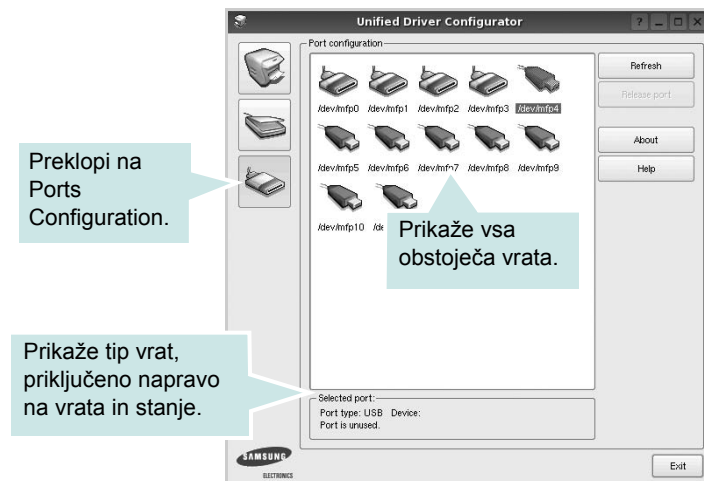 Unified Driver Configurator
Port configuration
/dev/mfp0 /dev/mfp1 /dev/mfp2 /dev/mfp3 /dev/mfp4
/dev/mfp5 /dev/mfp6 /dev/mfp7 /dev/mfp8 /dev/mfp9
/dev/mfp10
Refresh
Release port
About
Help
Preklopi na
Ports
Configuration.
Prikaže vsa
obstoječa vrata.
Prikaže tip vrat,
priključeno napravo
na vrata in stanje.
Selected port:
Port type: USB Device:
Port is unused.
SAMSUNG
ELECTRONICS
Exit